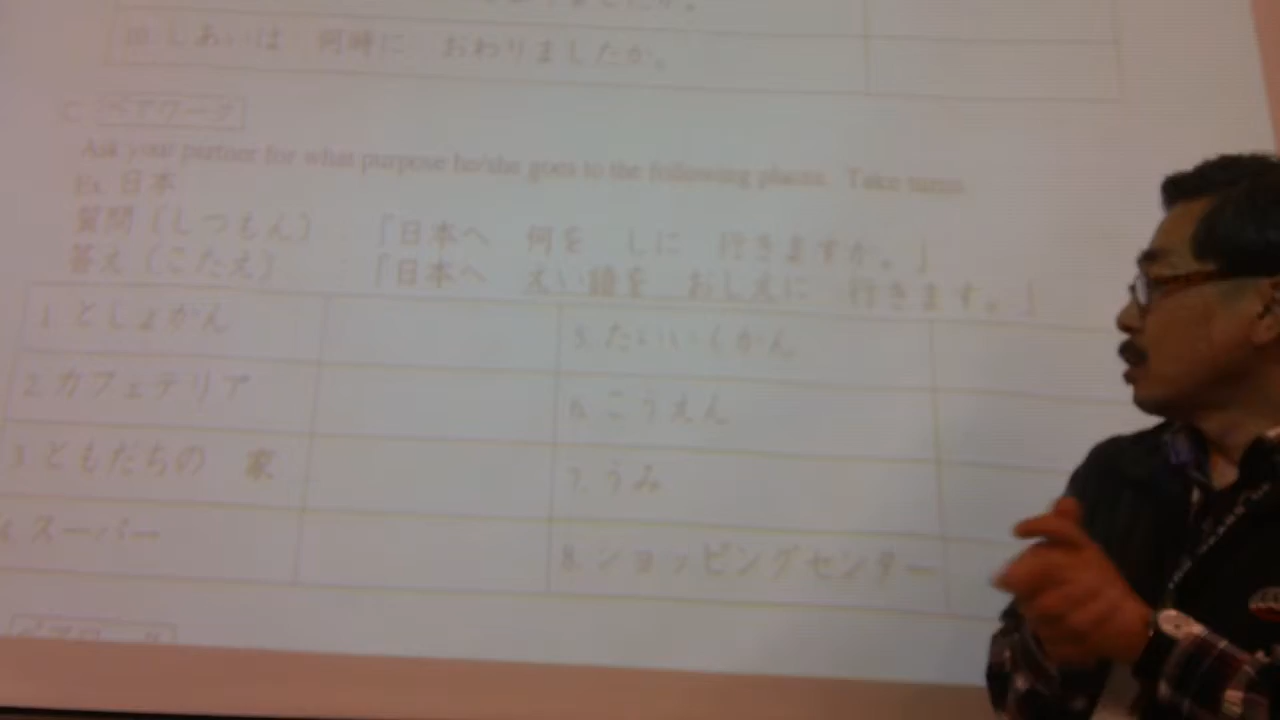 10. しあいは 何時に おわりましたか。
C ペアワーク
Ask your partner for what purpose he/she goes to the following places. Take turns.
Ex. 日本
質問（しつもん） 「日本へ 何を しに 行きますか。」
答え（こたえ） 「日本へ えい語を おしえに 行きます。」
1. としょかん
5. たいいくかん
2. カフェテリア
6. こうえん
3. ともだちの 家
7. うみ
4. スーパー
8. ショッピングセンター